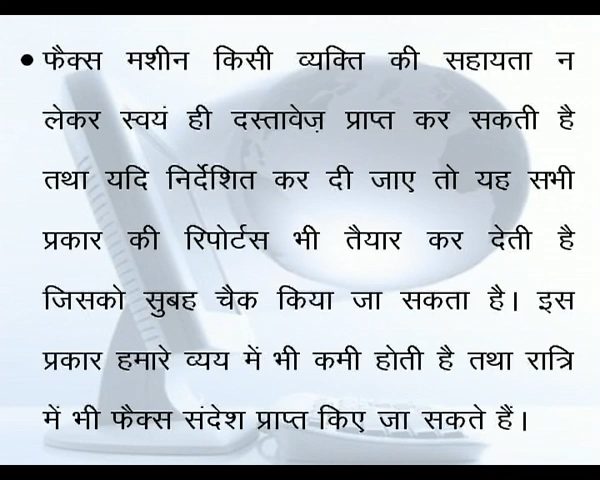 • फैक्स मशीन किसी व्यक्ति की सहायता न
लेकर स्वयं ही दस्तावेज़ प्राप्त कर सकती है
तथा यदि निर्देशित कर दी जाए तो यह सभी
प्रकार की रिपोर्टस भी तैयार कर देती है
जिसको सुबह चैक किया जा सकता है। इस
प्रकार हमारे व्यय में भी कमी होती है तथा रात्रि
में भी फैक्स संदेश प्राप्त किए जा सकते हैं।